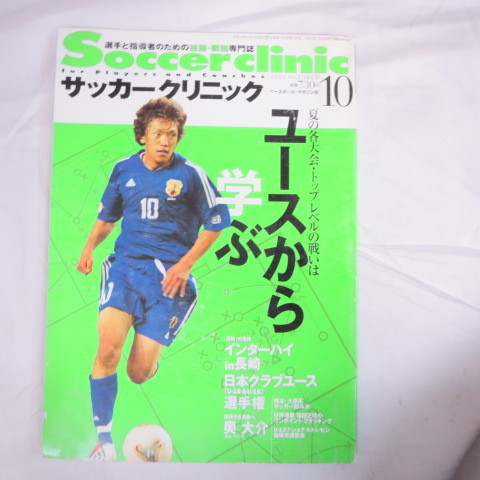 選手と指導者のための技術・戦術専門誌
Soccer clinic
for Players and Coaches
サッカークリニック
10
ベースボール・マガジン社
夏の各大会・トップレベルの戦いは
ユースから
学ぶ
10
インターハイ
in長崎
日本クラブユース
(U-18&U-15)
選手権
奥 大介